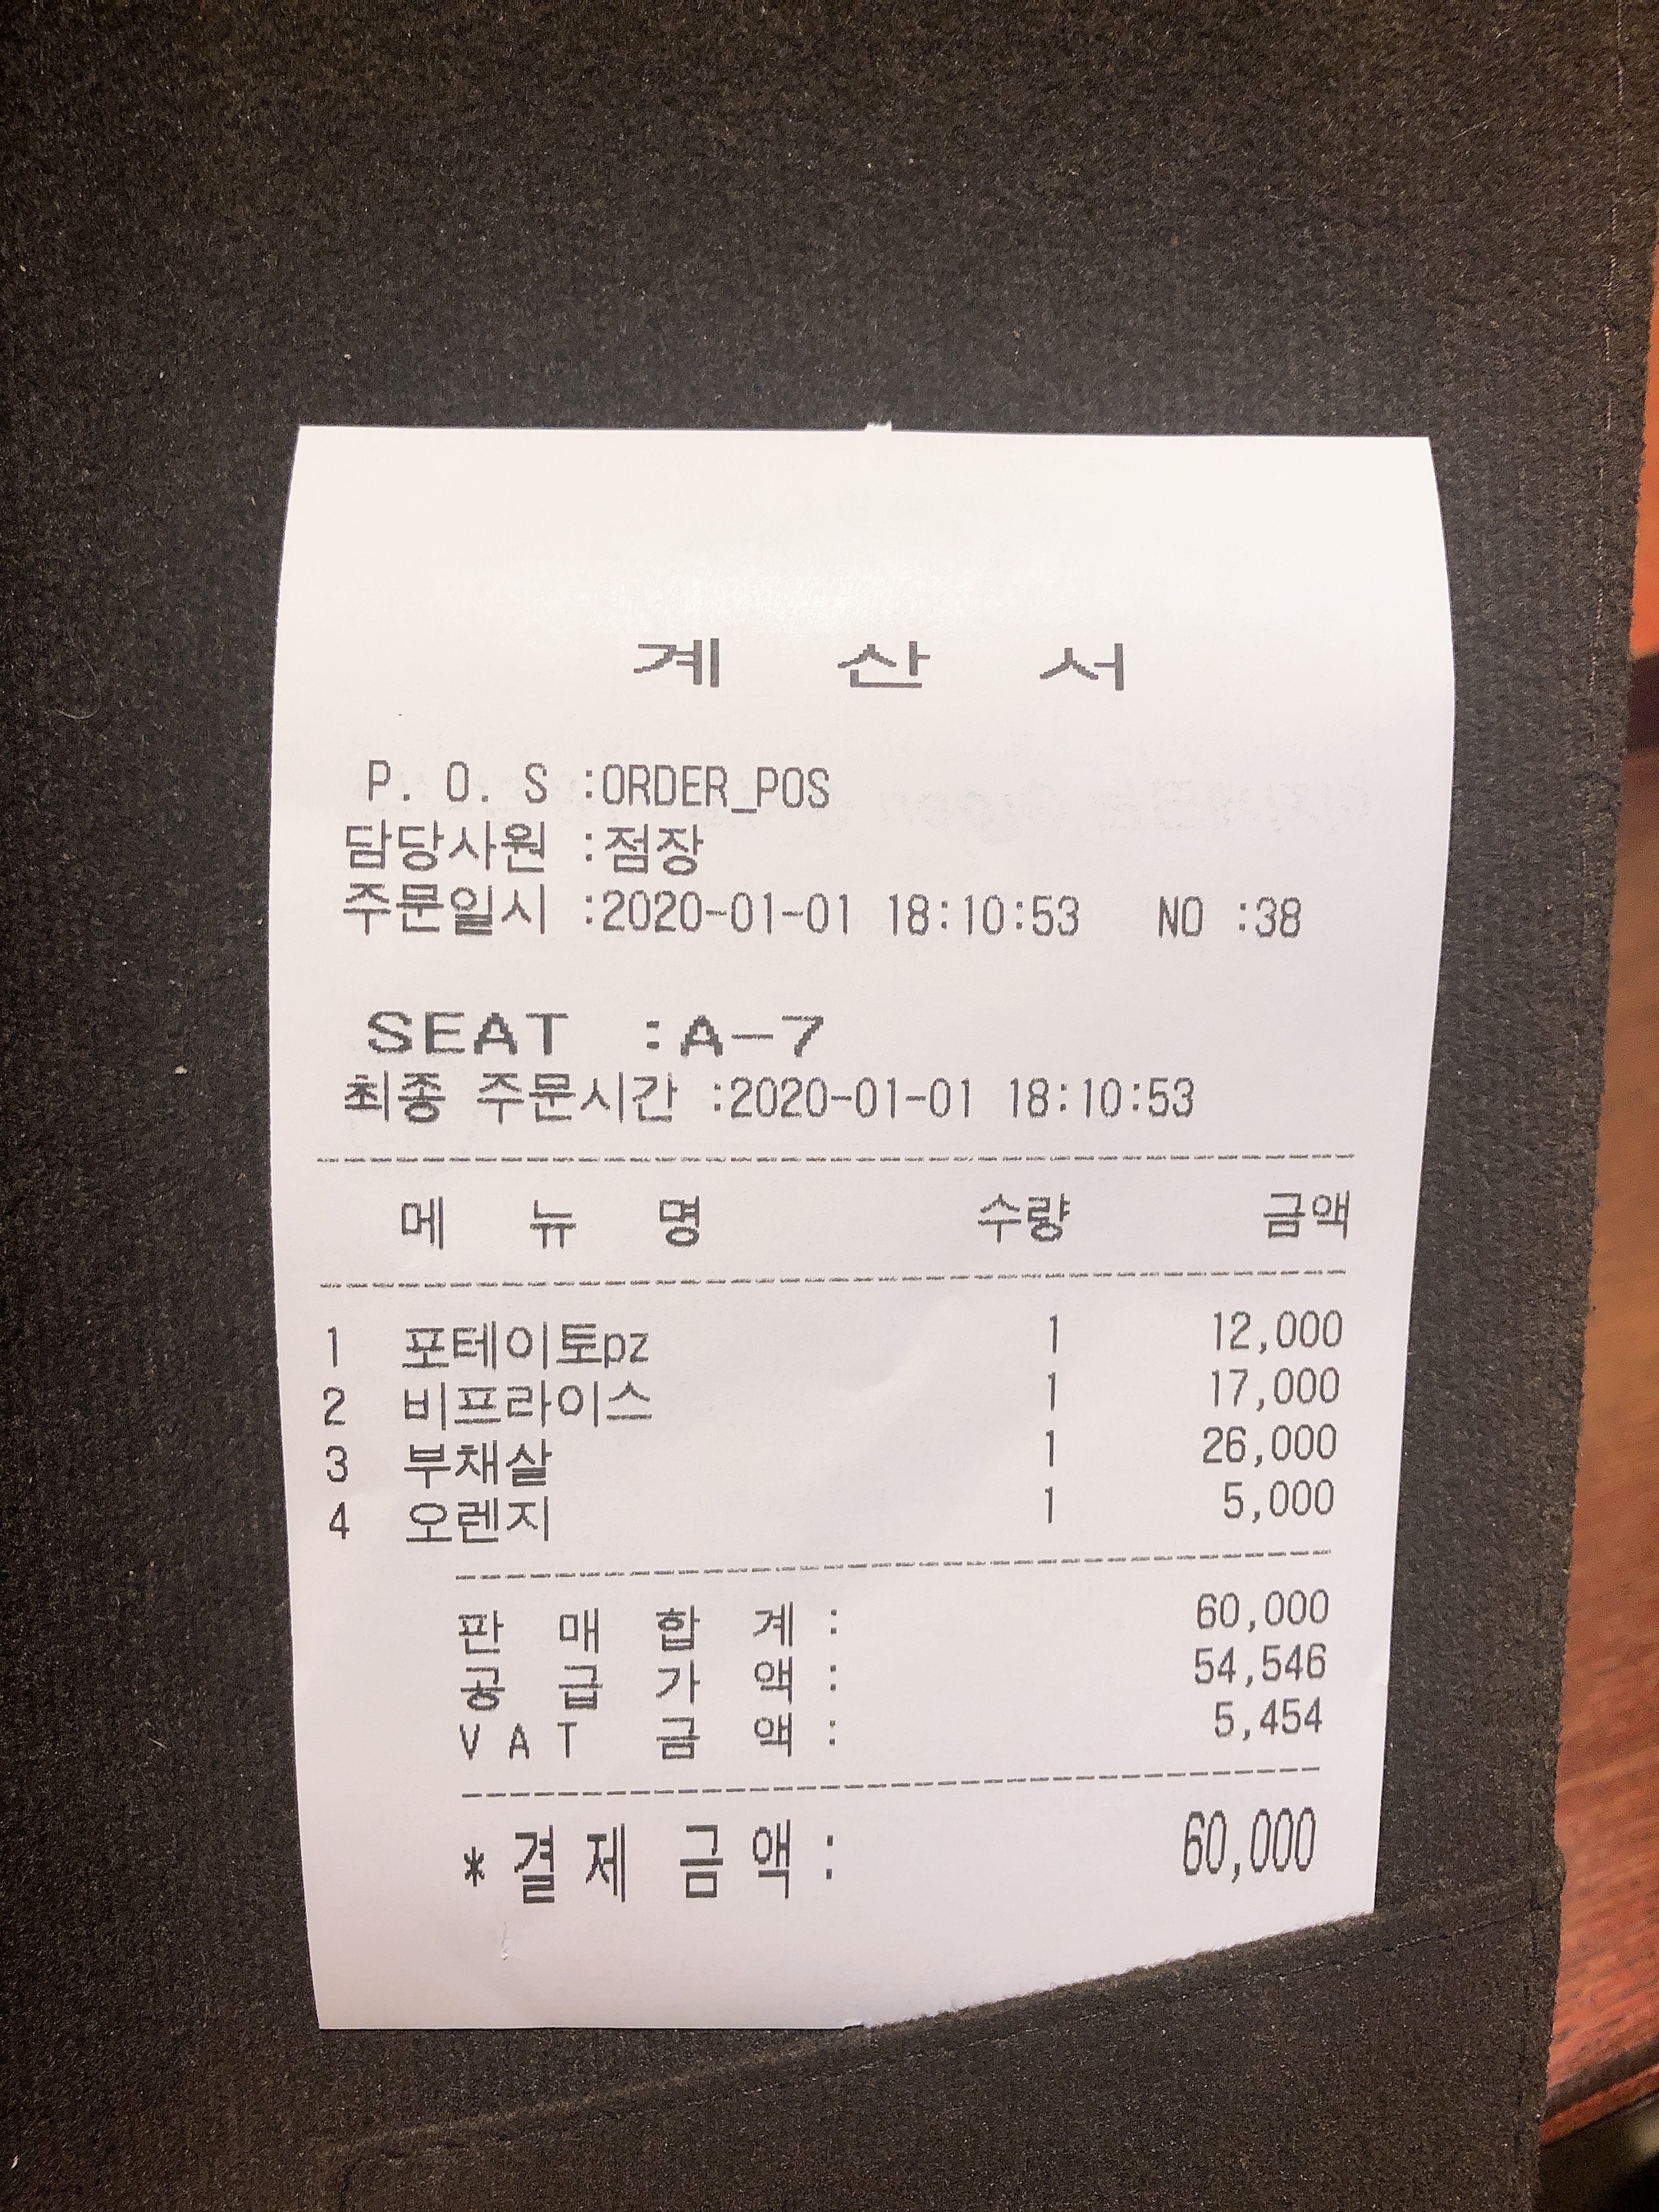 계 산 서
P. O. S :ORDER_POS
담당사원 :점장
주문일시 :2020-01-01 18:10:53 NO :38
SEAT :A-7
최종 주문시간 :2020-01-01 18:10:53
메 뉴 명 수량 금액
1 포테이토pz 1 12,000
2 비프라이스 1 17,000
3 부채살 1 26,000
4 오렌지 1 5,000
판 매 합 계 : 60,000
공 급 가 액 : 54,546
V A T 금 액 : 5,454
*결 제 금 액 : 60,000